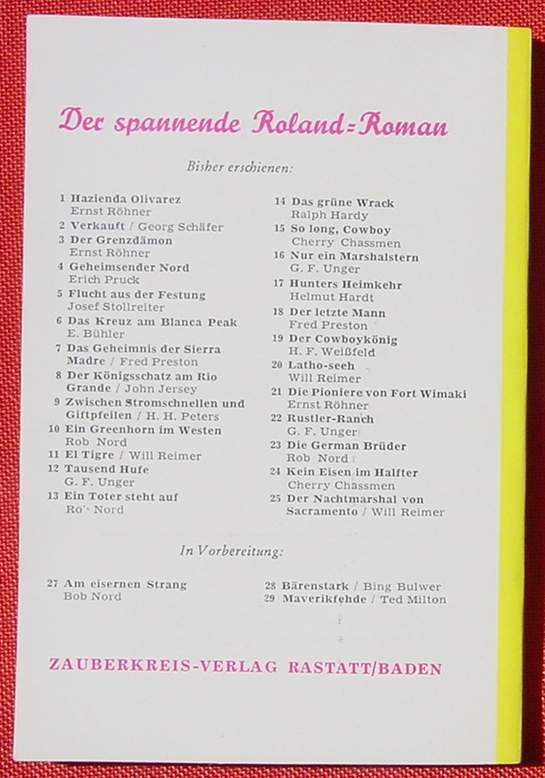 Der spannende Roland=Roman
Bisher erschienen:
1 Hazienda Olivarez
Ernst Röhner
2 Verkauft / Georg Schäfer
3 Der Grenzdämon
Ernst Röhner
4 Geheimsender Nord
Erich Pruck
5 Flucht aus der Festung
Josef Stollreiter
6 Das Kreuz am Blanca Peak
E. Bühler
7 Das Geheimnis der Sierra
Madre / Fred Preston
8 Der Königsschatz am Rio
Grande / John Jersey
9 Zwischen Stromschnellen und
Giftpfeilen / H. H. Peters
10 Ein Greenhorn im Westen
Rob Nord
11 El Tigre / Will Reimer
12 Tausend Hufe
G. F. Unger
13 Ein Toter steht auf
Nord
14 Das grüne Wrack
Ralph Hardy
15 So long, Cowboy
Cherry Chassmen
16 Nur ein Marshalstern
G. F. Unger
17 Hunters Heimkehr
Helmut Hardt
18 Der letzte Mann
Fred Preston
19 Der Cowboykönig
H. F. Weißfeld
20 Latho-seeh
Will Reimer
21 Die Pioniere von Fort Wimaki
Ernst Röhner
22 Rustler-Ranch
G. F. Unger
23 Die German Brüder
Rob Nord
24 Kein Eisen im Halfter
Cherry Chassmen
25 Der Nachtmarshal von
Sacramento / Will Reimer
In Vorbereitung:
27 Am eisernen Strang
Bob Nord
28 Bärenstark / Bing Bulwer
29 Maverikfehde / Ted Milton
ZAUBERKREIS-VERLAG RASTATT/BADEN